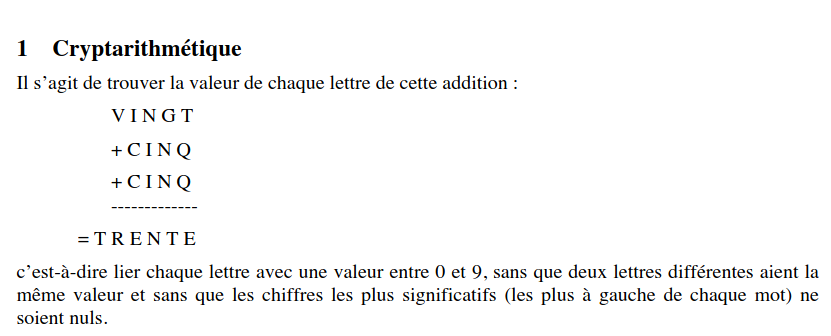 1 Cryptarithmétique
Il s'agit de trouver la valeur de chaque lettre de cette addition :
V I N G T
+ C I N Q
+ C I N Q
-------------
= T R E N T E
c'est-à-dire lier chaque lettre avec une valeur entre 0 et 9, sans que deux lettres différentes aient la
même valeur et sans que les chiffres les plus significatifs (les plus à gauche de chaque mot) ne
soient nuls.